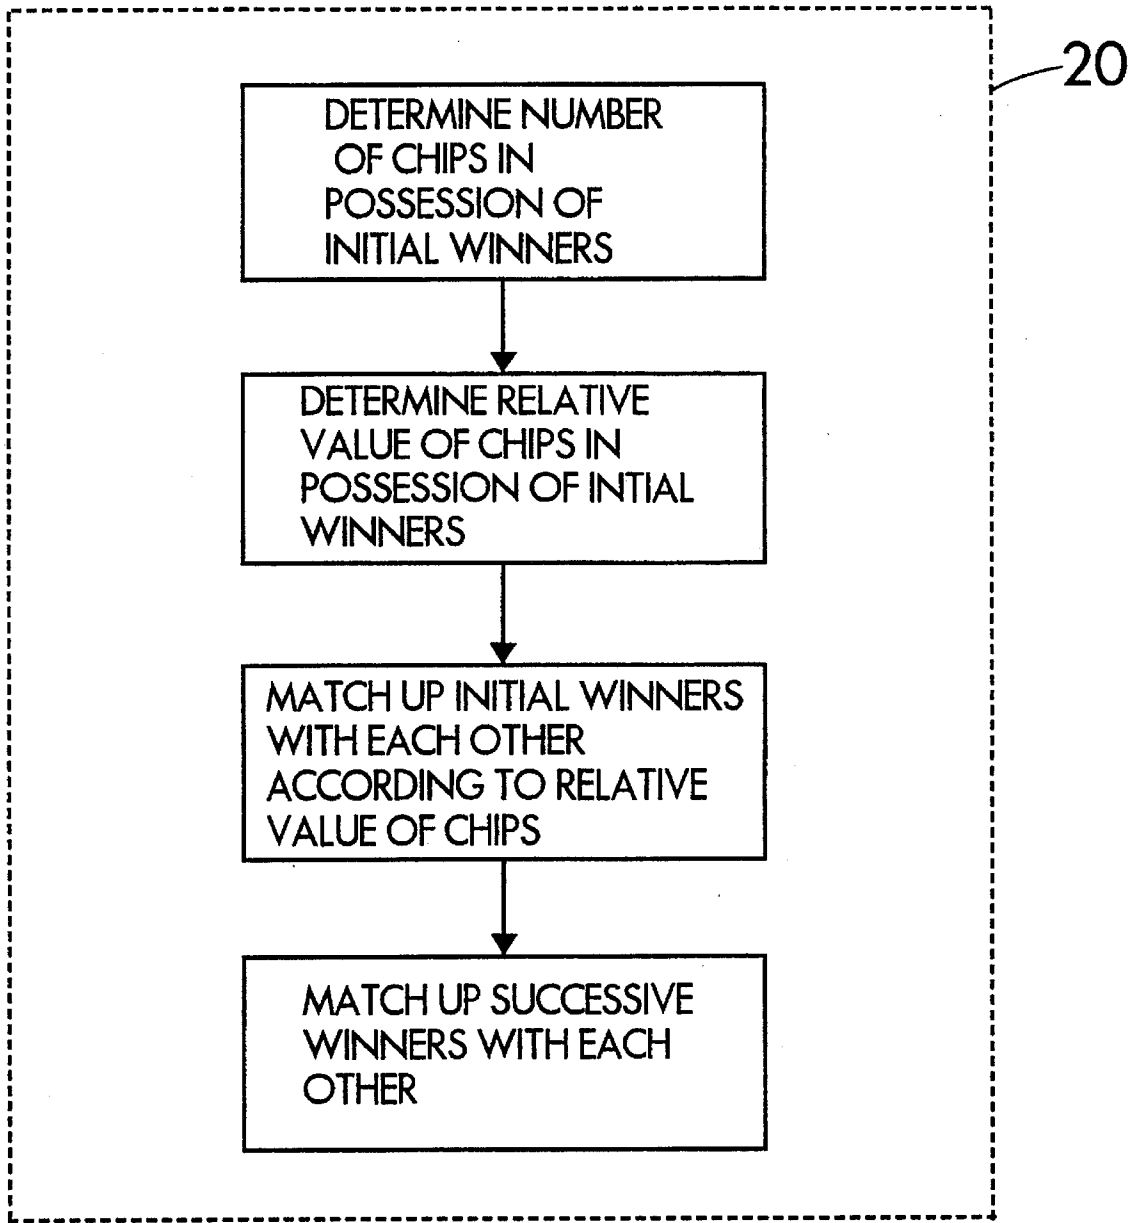 20
DETERMINE NUMBER
OF CHIPS IN
POSSESSION OF
INITIAL WINNERS
DETERMINE RELATIVE
VALUE OF CHIPS IN
POSSESSION OF INTIAL
WINNERS
MATCH UP INITIAL WINNERS
WITH EACH OTHER
ACCORDING TO RELATIVE
VALUE OF CHIPS
MATCH UP SUCCESSIVE
WINNERS WITH EACH
OTHER